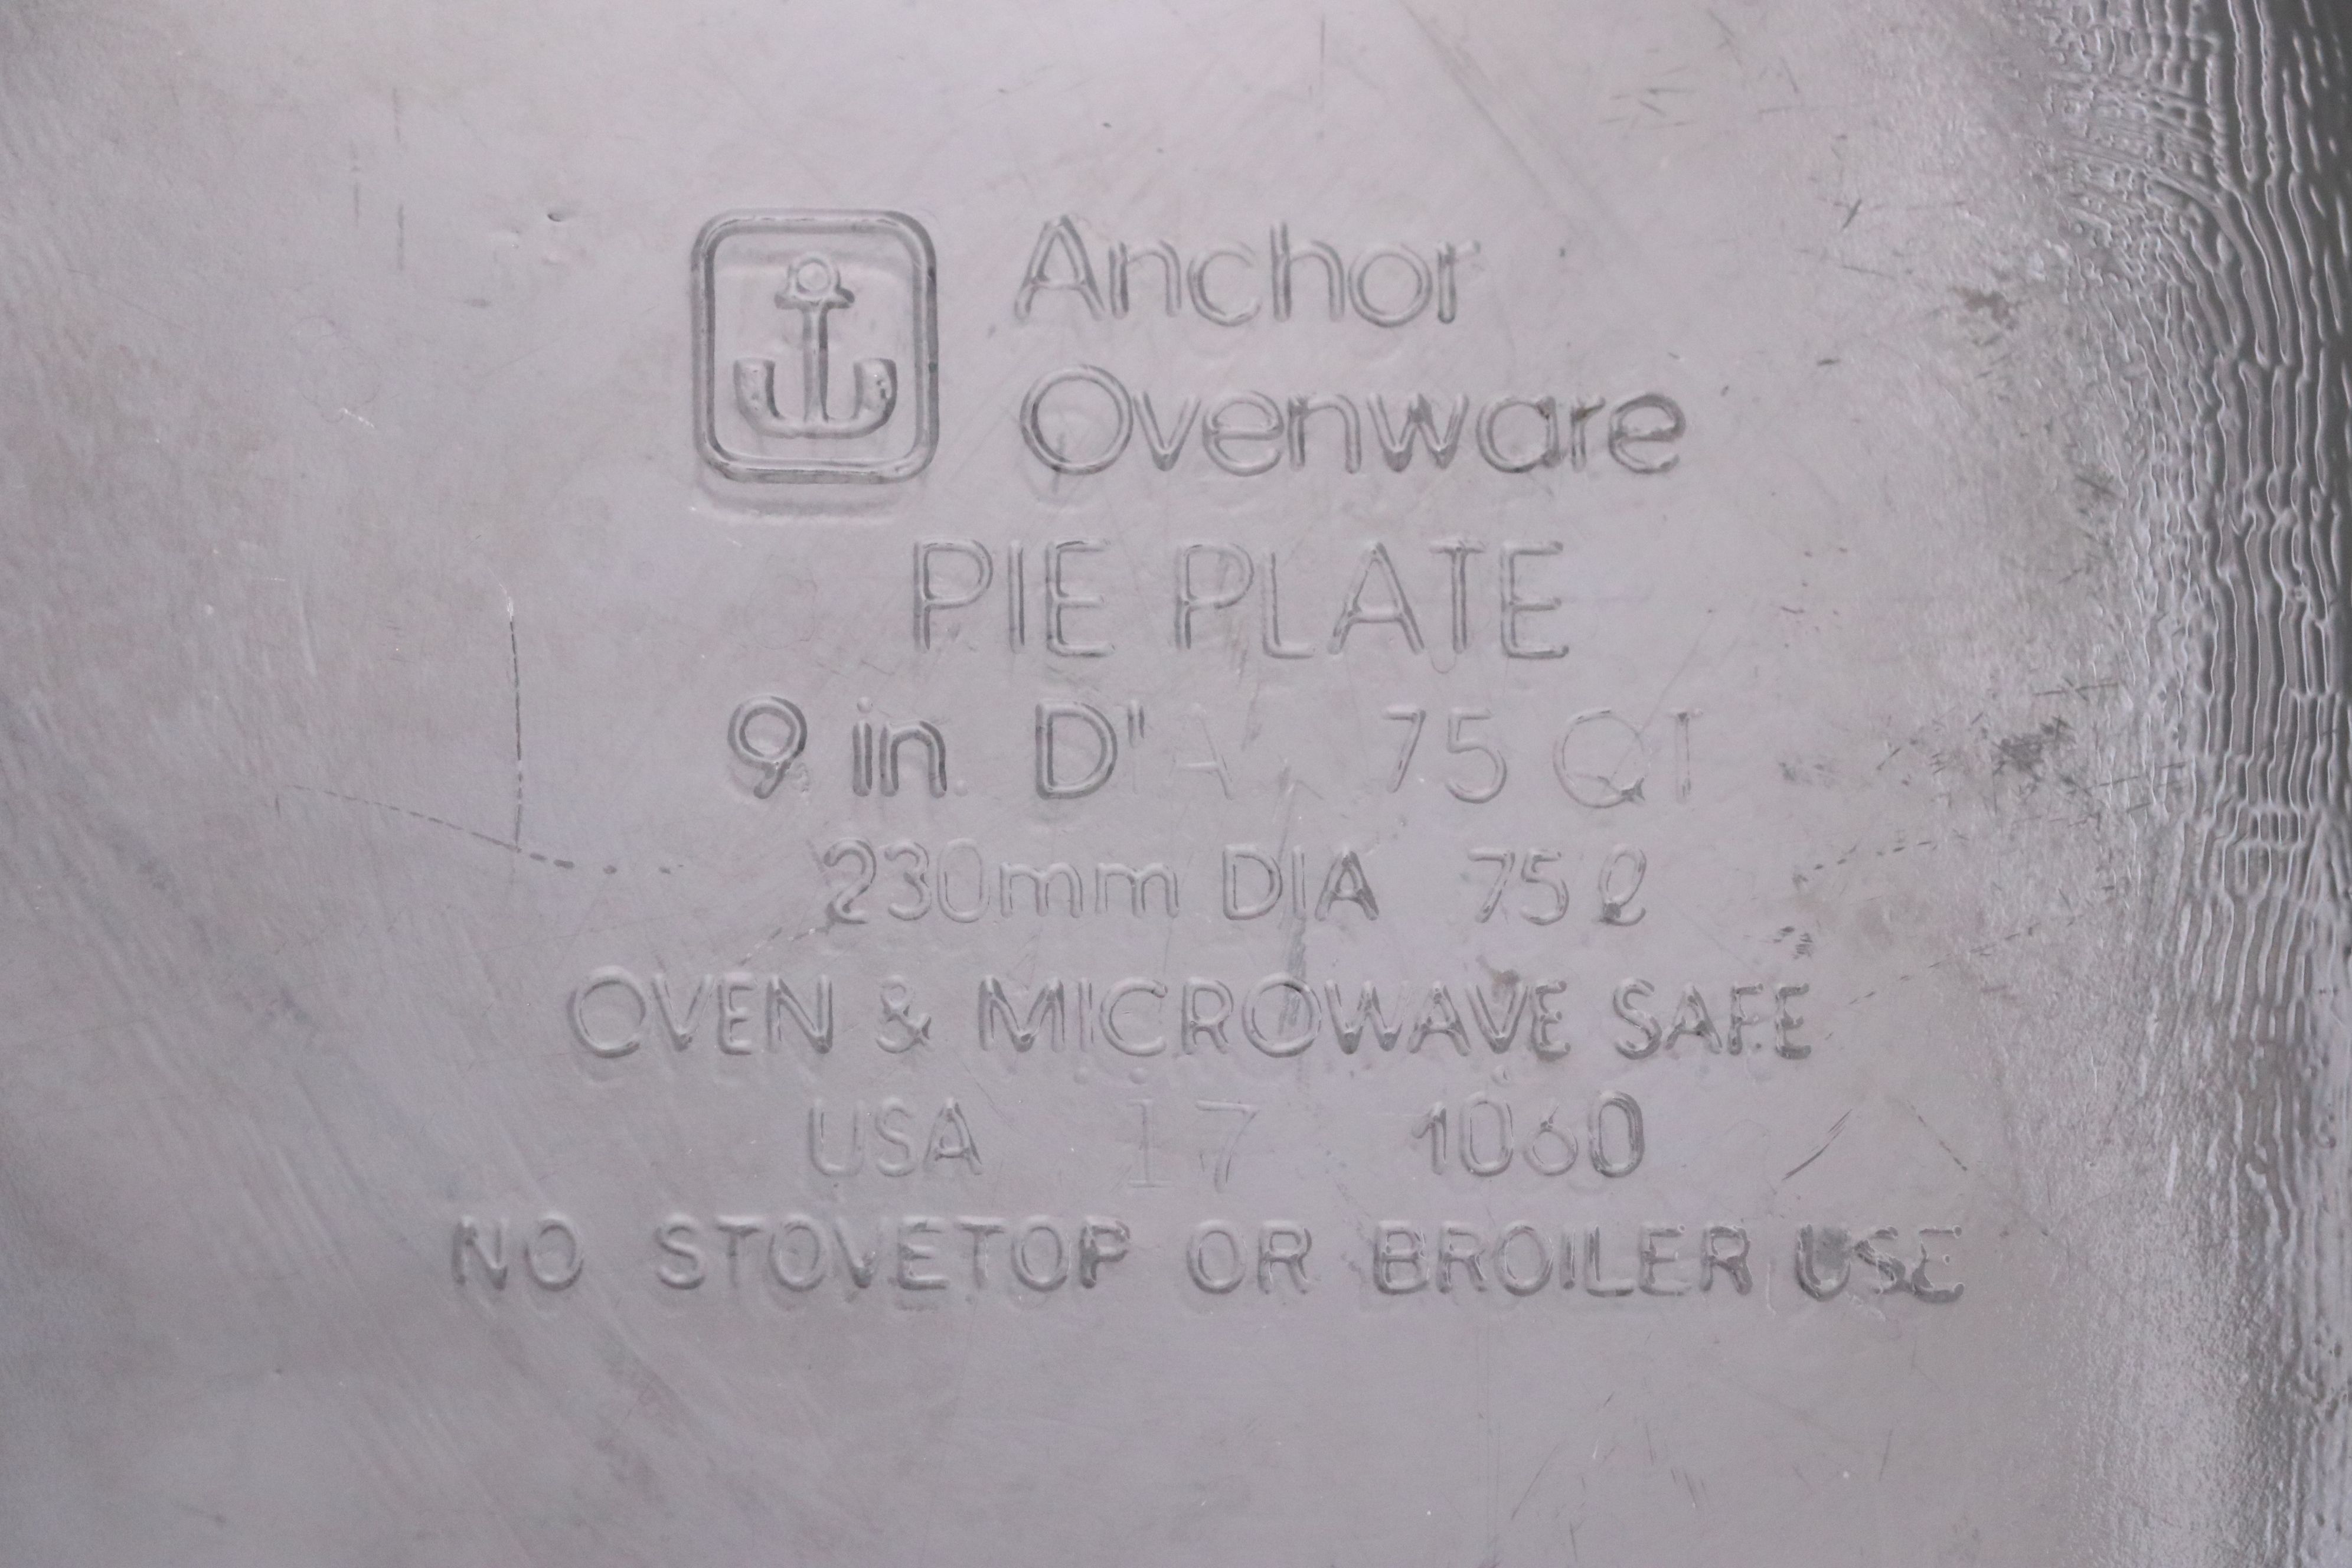 Anchor
Ovenware
PIE PLATE
9 in. DIA. 75 QT
230mm DIA 75 ℓ
OVEN & MICROWAVE SAFE
USA 17 1060
NO STOVETOP OR BROILER USE